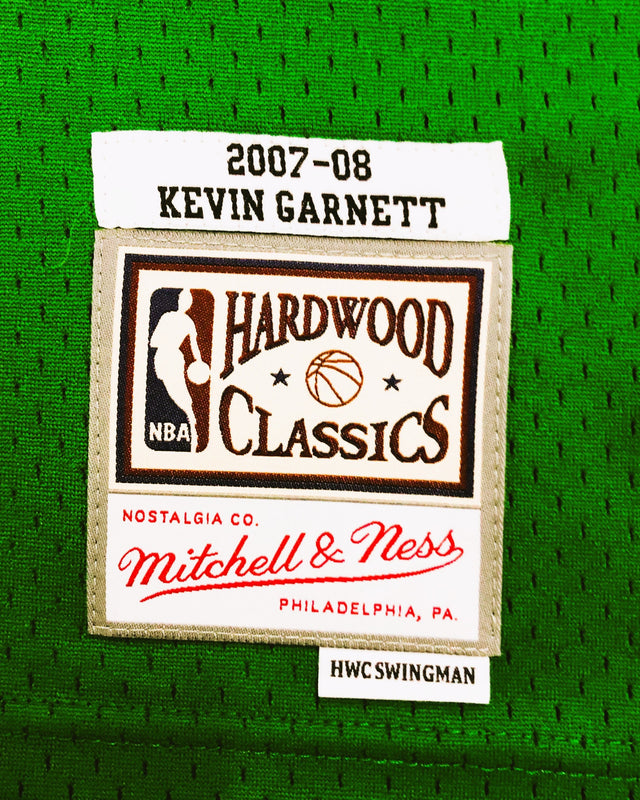 2007-08
KEVIN GARNETT
HARDWOOD
CLASSICS
NBA
NOSTALGIA CO.
Mitchell & Ness
PHILADELPHIA, PA.
HWC SWINGMAN